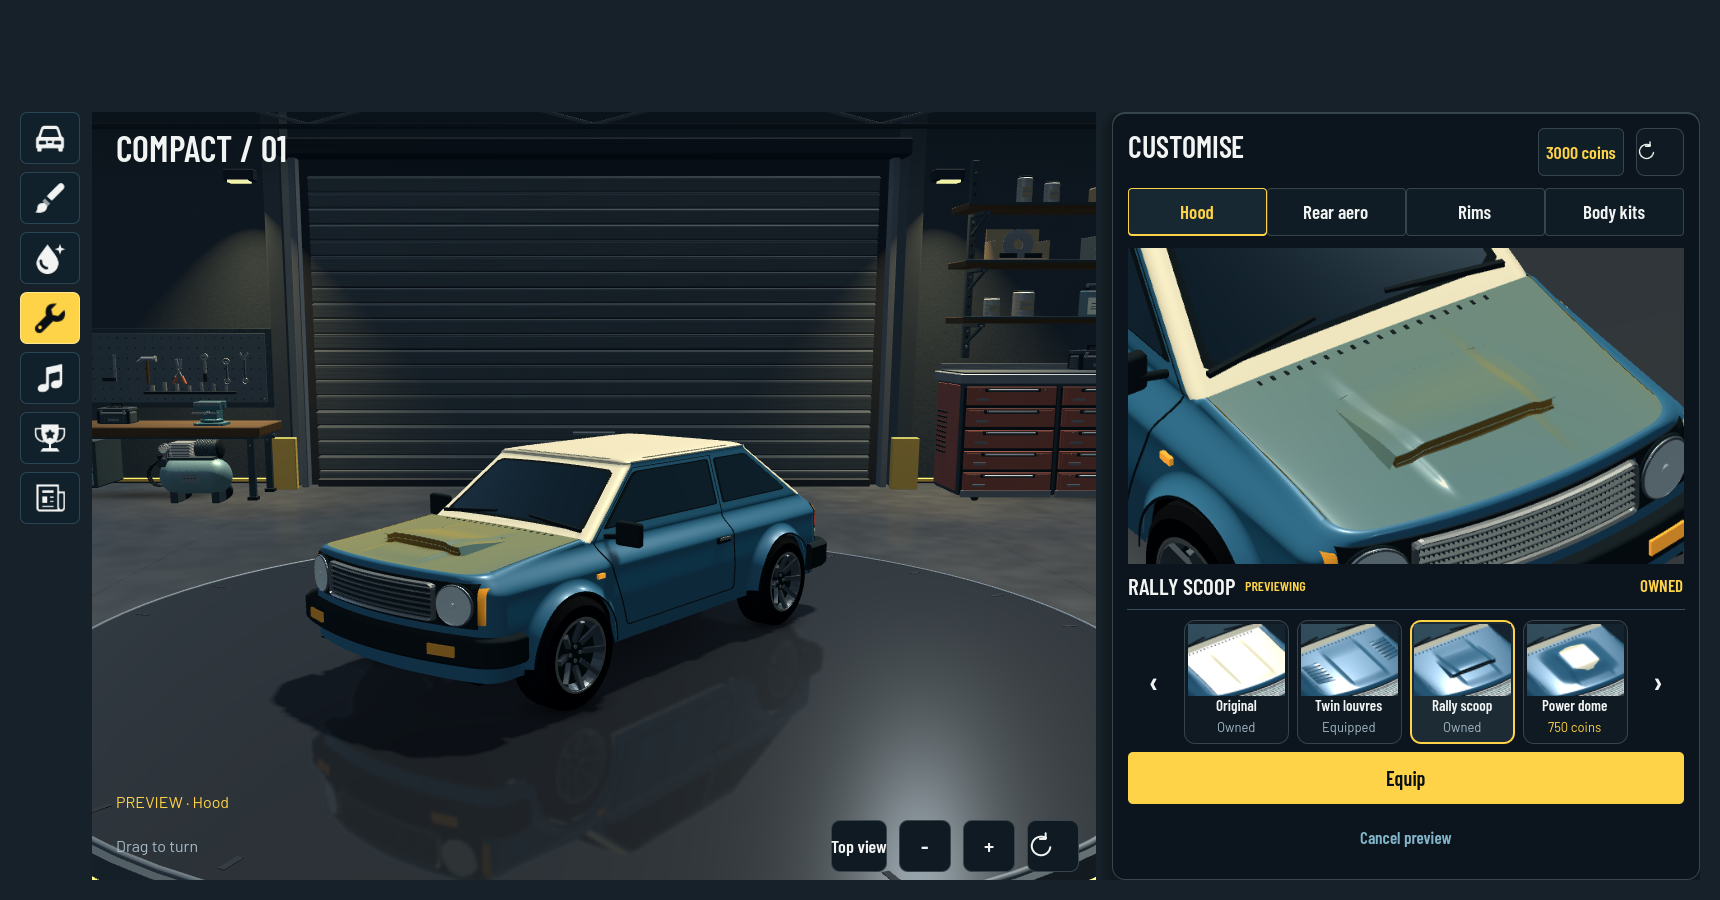 COMPACT / 01
PREVIEW · Hood
Drag to turn
Top view
-
+
CUSTOMISE
3000 coins
Hood
Rear aero
Rims
Body kits
RALLY SCOOP PREVIEWING OWNED
‹
Original
Owned
Twin louvres
Equipped
Rally scoop
Owned
Power dome
750 coins
›
Equip
Cancel preview